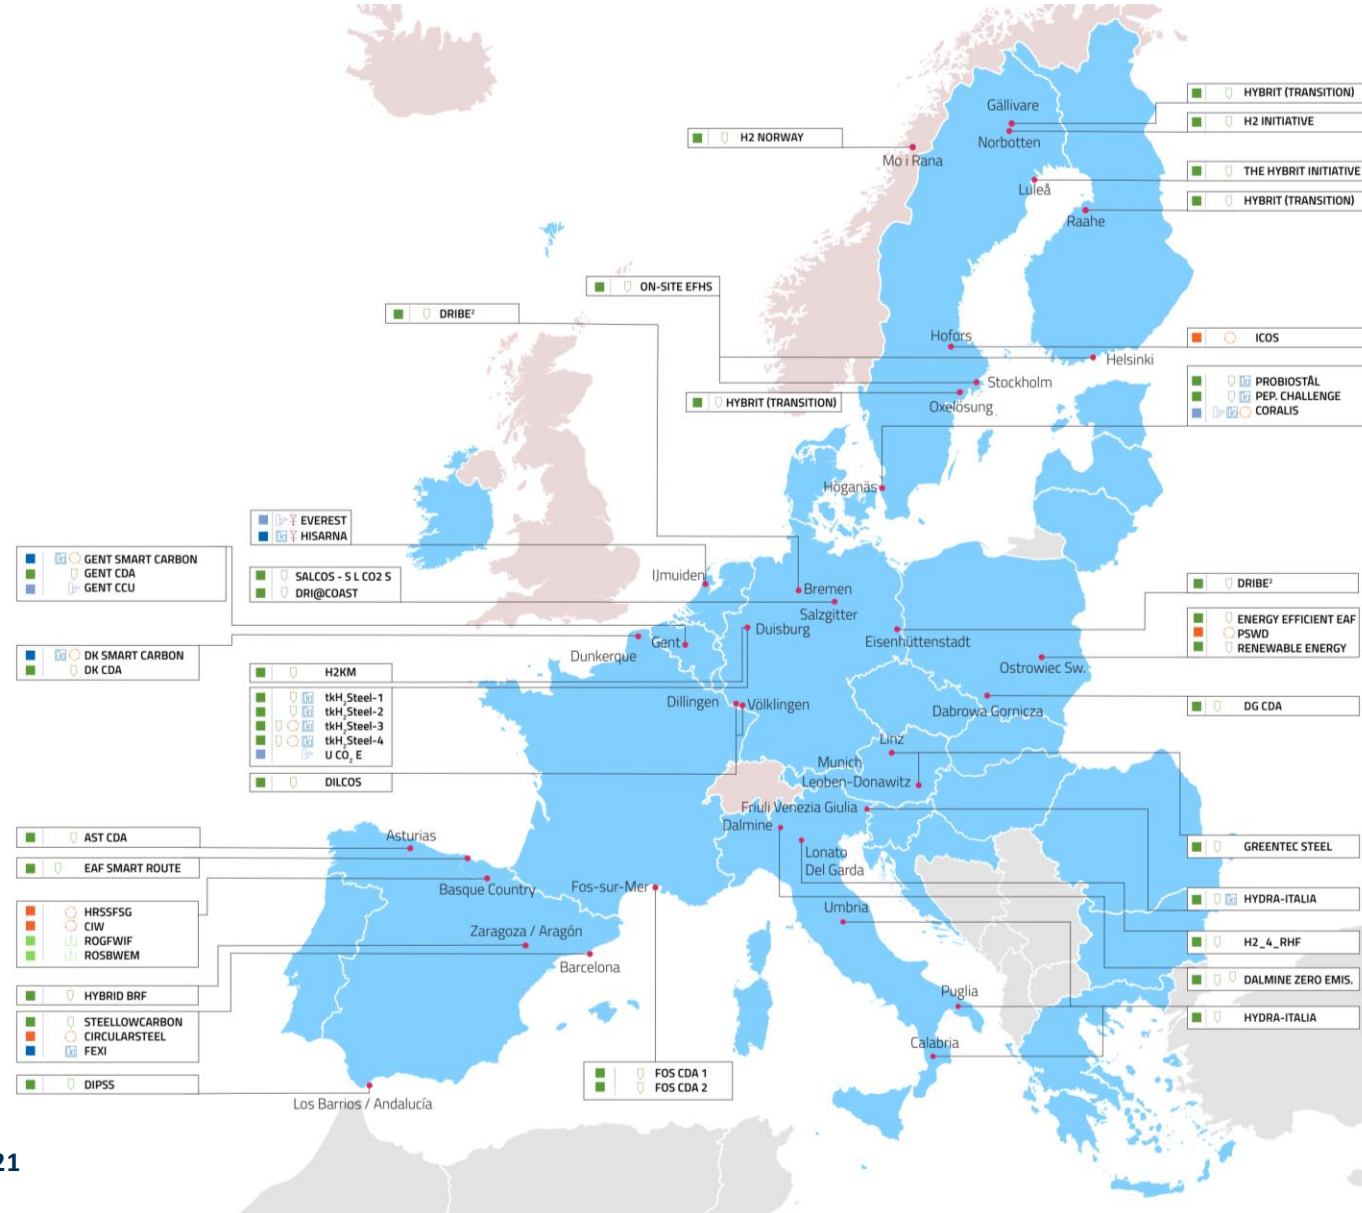 Gällivare
HYBRIT (TRANSITION)
H2 INITIATIVE
H2 NORWAY
Norbotten
Mo i Rana
THE HYBRIT INITIATIVE
Luleå
HYBRIT (TRANSITION)
Raahe
ON-SITE EFHS
DRIBE²
Hofors
ICOS
Helsinki
Stockholm
PROBIOSTÅL
PEP. CHALLENGE
CORALIS
HYBRIT (TRANSITION)
Oxelösung
Höganäs
EVEREST
HISARNA
GENT SMART CARBON
GENT CDA
GENT CCU
SALCOS - S L CO2 S
DRI@COAST
IJmuiden
Bremen
Salzgitter
DRIBE²
Duisburg
Eisenhüttenstadt
ENERGY EFFICIENT EAF
PSWD
RENEWABLE ENERGY
Gent
Dunkerque
DK SMART CARBON
DK CDA
Ostrowiec Sw.
H2KM
tkH₂Steel-1
tkH₂Steel-2
tkH₂Steel-3
tkH₂Steel-4
U CO₂ E
Dillingen
Völklingen
Dabrowa Gornicza
DG CDA
DILCOS
Linz
Munich
Leoben-Donawitz
Friuli Venezia Giulia
Dalmine
AST CDA
Asturias
EAF SMART ROUTE
Lonato
Del Garda
GREENTEC STEEL
Basque Country
Fos-sur-Mer
HYDRA-ITALIA
HRSSFSG
CIW
ROGFWIF
ROSBWEM
Umbria
Zaragoza / Aragón
H2_4_RHF
Barcelona
DALMINE ZERO EMIS.
HYBRID BRF
Puglia
STEELLOWCARBON
CIRCULARSTEEL
FEXI
HYDRA-ITALIA
Calabria
FOS CDA 1
FOS CDA 2
DIPSS
Los Barrios / Andalucía
21